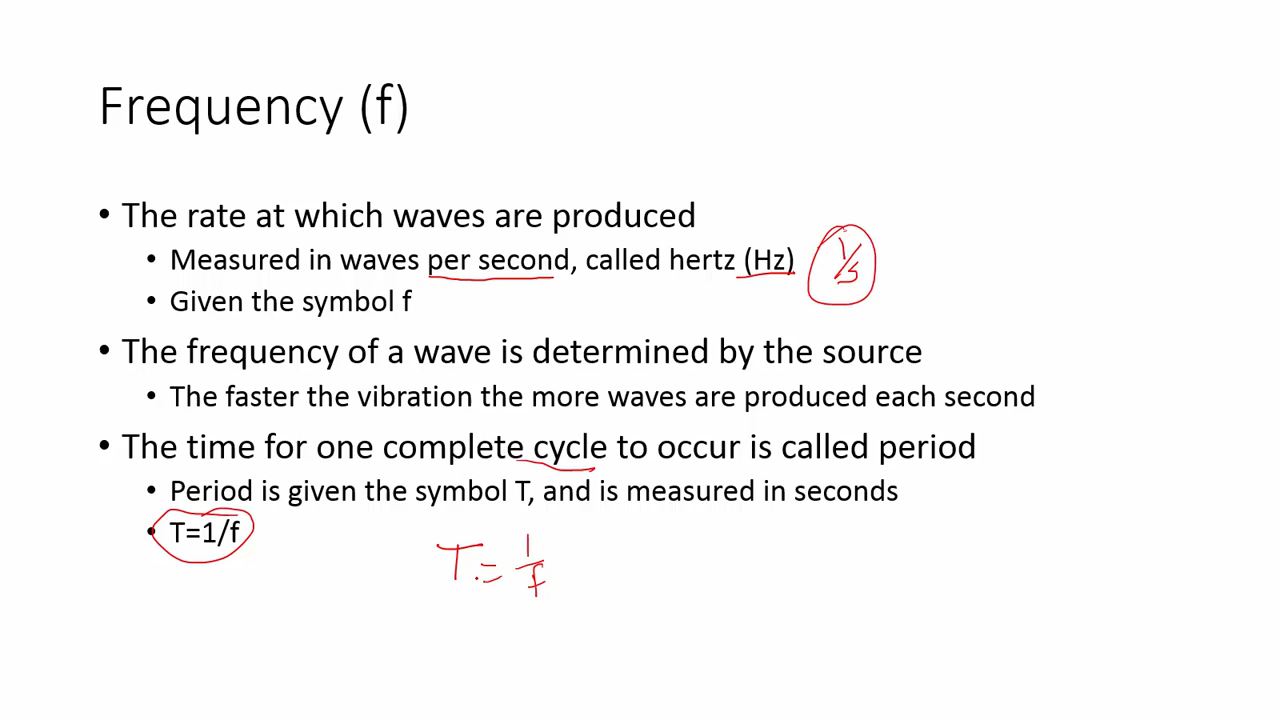 Frequency (f)
• The rate at which waves are produced
• Measured in waves per second, called hertz (Hz)
1/s
• Given the symbol f
• The frequency of a wave is determined by the source
• The faster the vibration the more waves are produced each second
• The time for one complete cycle to occur is called period
• Period is given the symbol T, and is measured in seconds
• T=1/f
T = 1/f